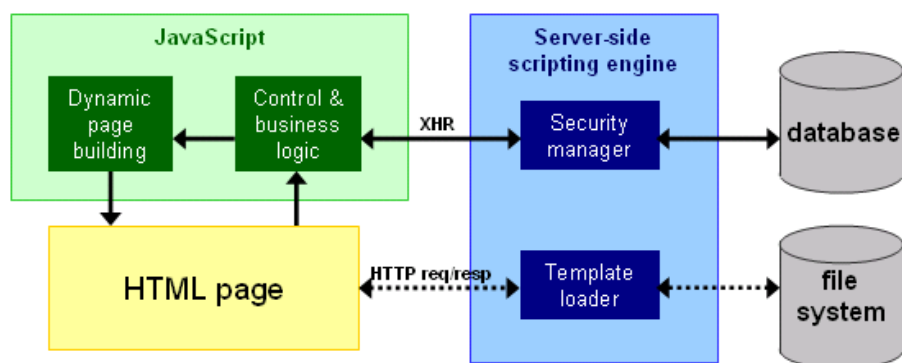 JavaScript
Dynamic
page
building
Control &
business
logic
XHR
Server-side
scripting engine
Security
manager
database
HTML page
HTTP req/resp
Template
loader
file
system